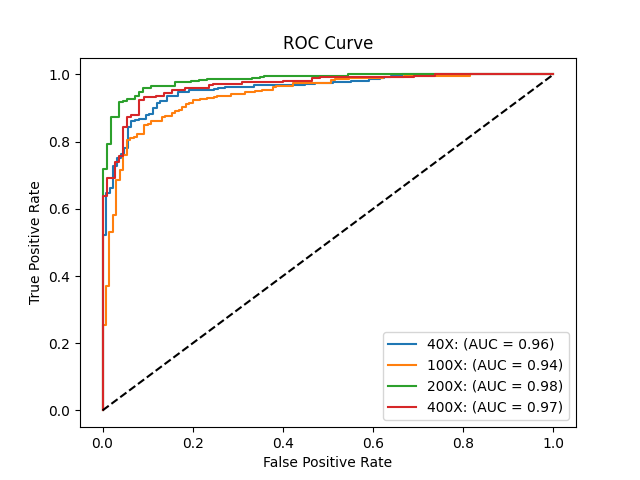 ROC Curve
1.0
0.8
0.6
0.4
0.2
0.0
True Positive Rate
40X: (AUC = 0.96)
100X: (AUC = 0.94)
200X: (AUC = 0.98)
400X: (AUC = 0.97)
0.0 0.2 0.4 0.6 0.8 1.0
False Positive Rate